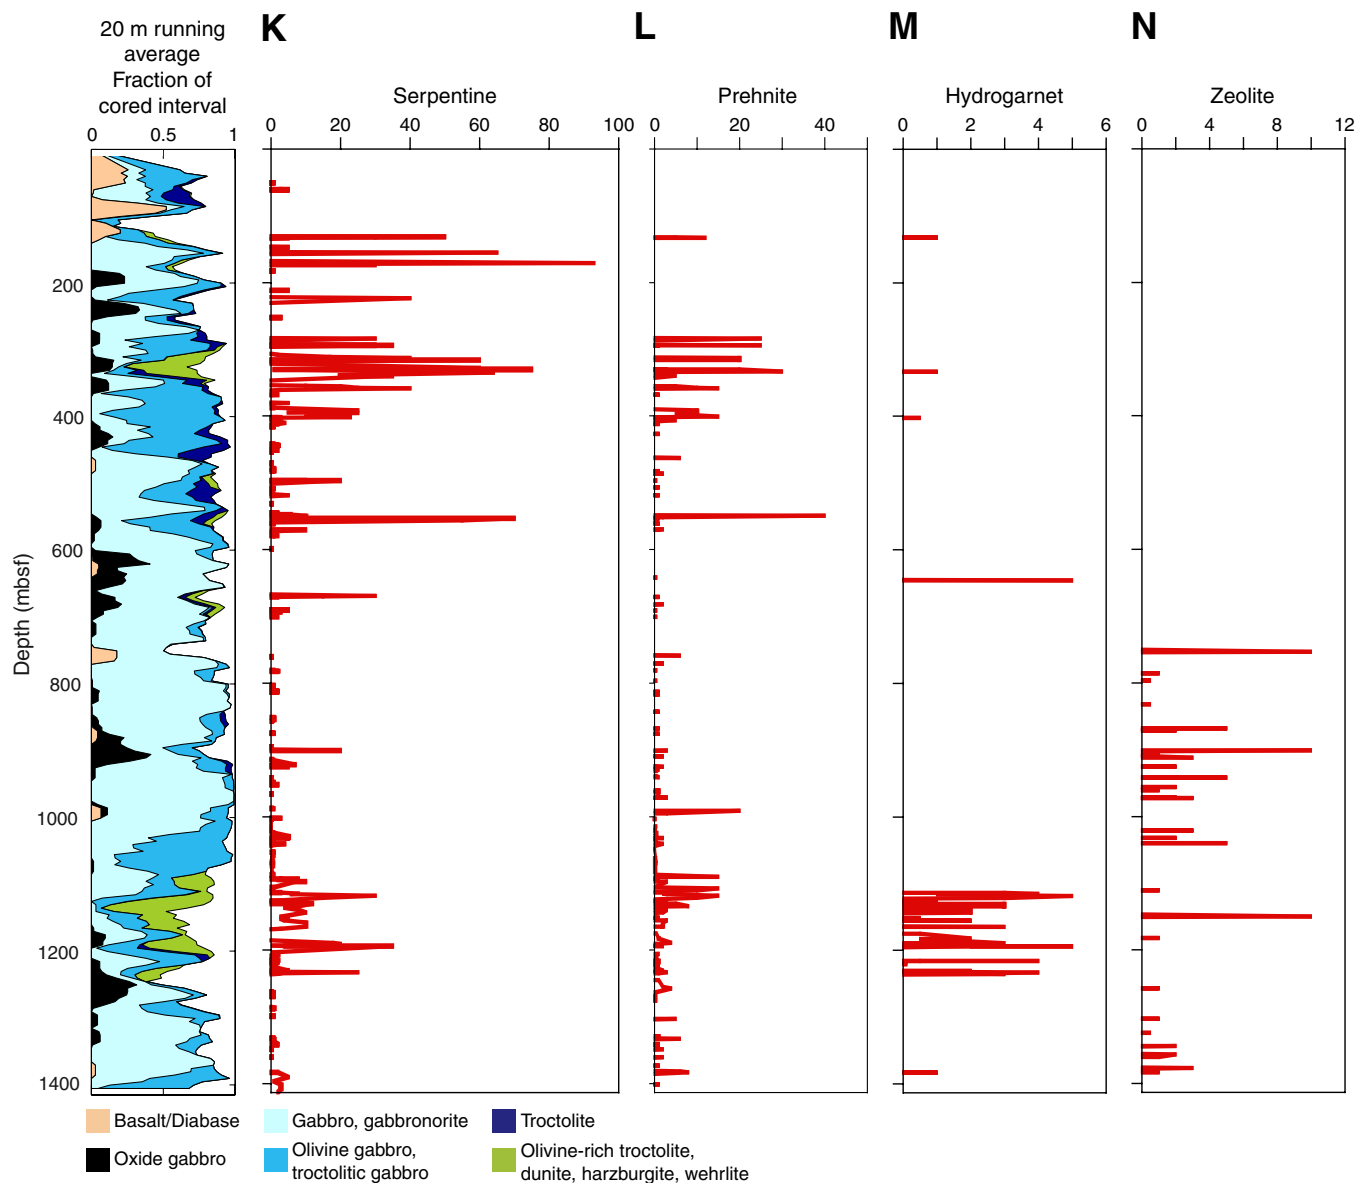 20 m running
average
Fraction of
cored interval
0 0.5 1
K
Serpentine
0 20 40 60 80 100
L
Prehnite
0 20 40
M
Hydrogarnet
0 2 4 6
N
Zeolite
0 4 8 12
Depth (mbsf)
200
400
600
800
1000
1200
1400
Basalt/Diabase
Oxide gabbro
Gabbro, gabbronorite
Olivine gabbro,
troctolitic gabbro
Troctolite
Olivine-rich troctolite,
dunite, harzburgite, wehrlite